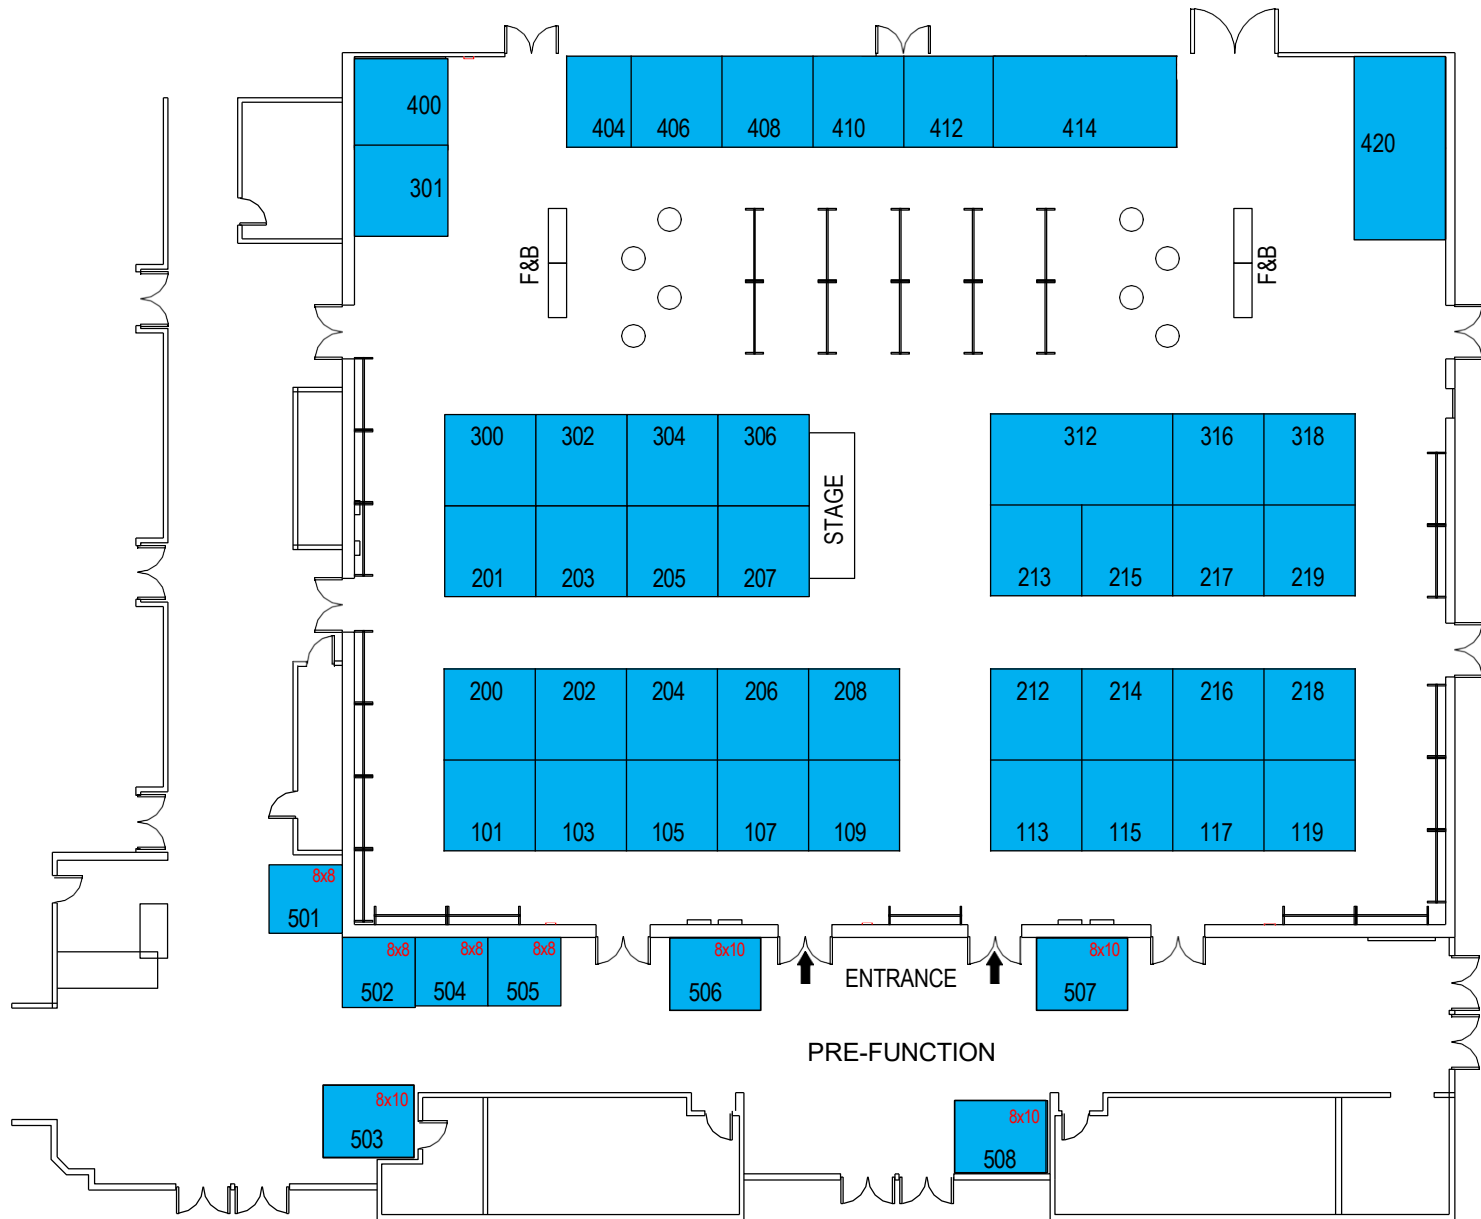 400
404 406 408 410 412 414
420
301
F&B
F&B
300 302 304 306
312 316 318
STAGE
201 203 205 207
213 215 217 219
200 202 204 206 208
212 214 216 218
101 103 105 107 109
113 115 117 119
8x8
501
8x8 8x8 8x8
502 504 505
8x10
506
ENTRANCE
8x10
507
PRE-FUNCTION
8x10
503
8x10
508